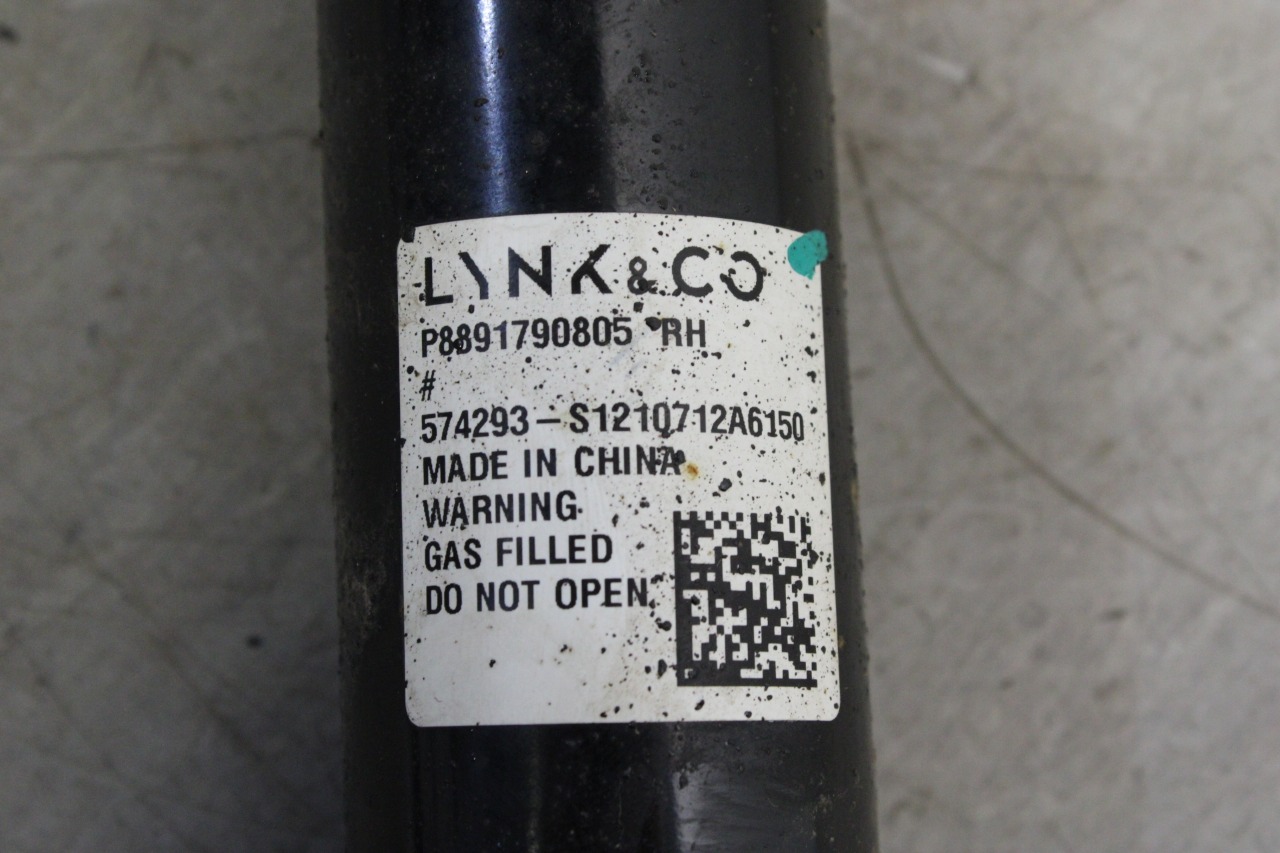 LYNK & CO
P8891790805 RH
#
574293-S1210712A6150
MADE IN CHINA
WARNING
GAS FILLED
DO NOT OPEN